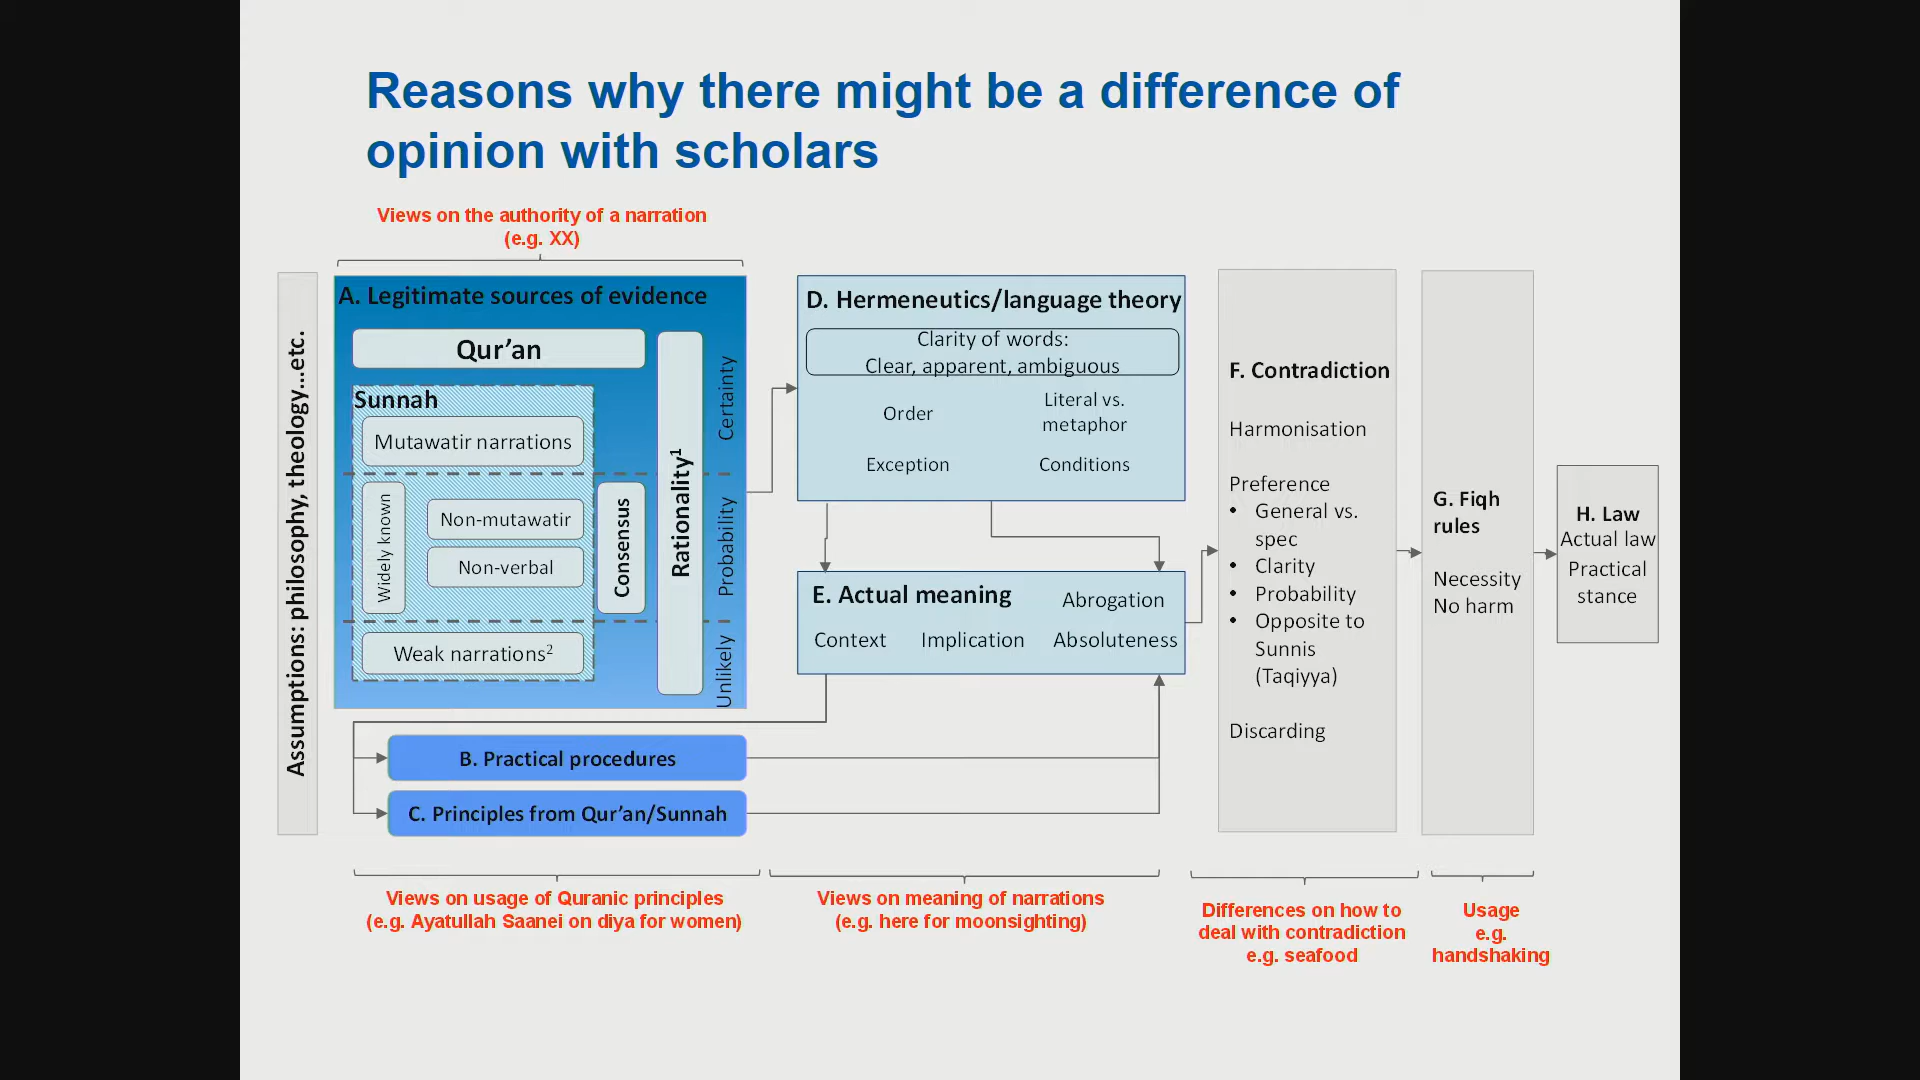 Reasons why there might be a difference of
opinion with scholars
Views on the authority of a narration
(e.g. XX)
Assumptions: philosophy, theology...etc.
A. Legitimate sources of evidence
Qur’an
Sunnah
Mutawatir narrations
Widely known
Non-mutawatir
Non-verbal
Weak narrations²
Consensus
Rationality¹
Certainty
Probability
Unlikely
B. Practical procedures
C. Principles from Qur’an/Sunnah
D. Hermeneutics/language theory
Clarity of words:
Clear, apparent, ambiguous
Order
Literal vs.
metaphor
Exception
Conditions
E. Actual meaning
Abrogation
Context
Implication
Absoluteness
F. Contradiction
Harmonisation
Preference
• General vs.
spec
• Clarity
• Probability
• Opposite to
Sunnis
(Taqiyya)
Discarding
G. Fiqh
rules
Necessity
No harm
H. Law
Actual law
Practical
stance
Views on usage of Quranic principles
(e.g. Ayatullah Saanei on diya for women)
Views on meaning of narrations
(e.g. here for moonsighting)
Differences on how to
deal with contradiction
e.g. seafood
Usage
e.g.
handshaking